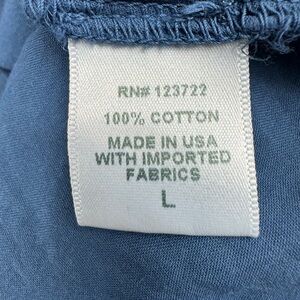 RN# 123722
100% COTTON
MADE IN USA
WITH IMPORTED
FABRICS
L